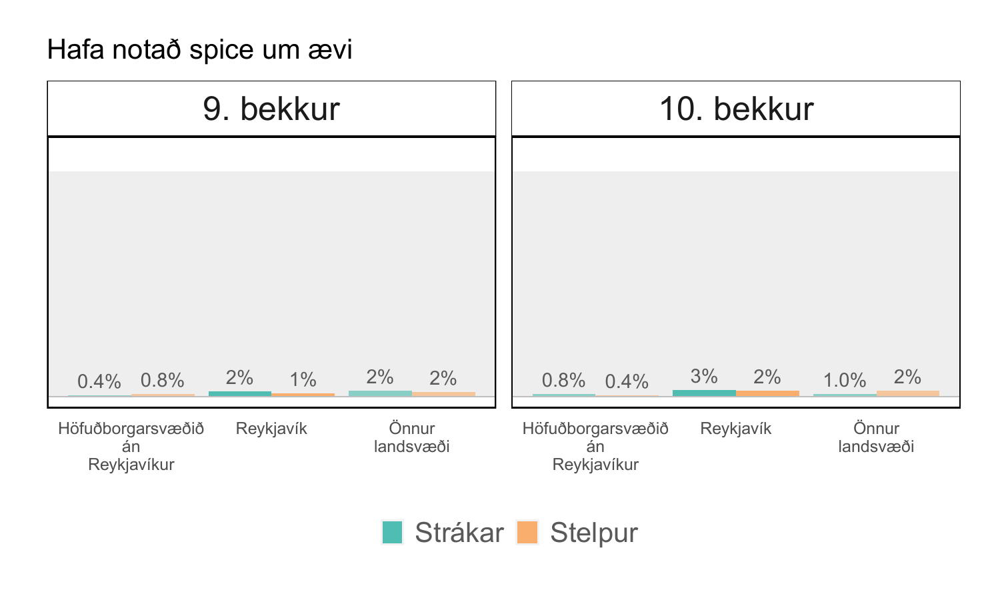 Hafa notað spice um ævi
9. bekkur
0.4%
0.8%
2%
1%
2%
2%
Höfuðborgarsvæðið
án
Reykjavíkur
Reykjavík
Önnur
landsvæði
10. bekkur
0.8%
0.4%
3%
2%
1.0%
2%
Höfuðborgarsvæðið
án
Reykjavíkur
Reykjavík
Önnur
landsvæði
Strákar
Stelpur